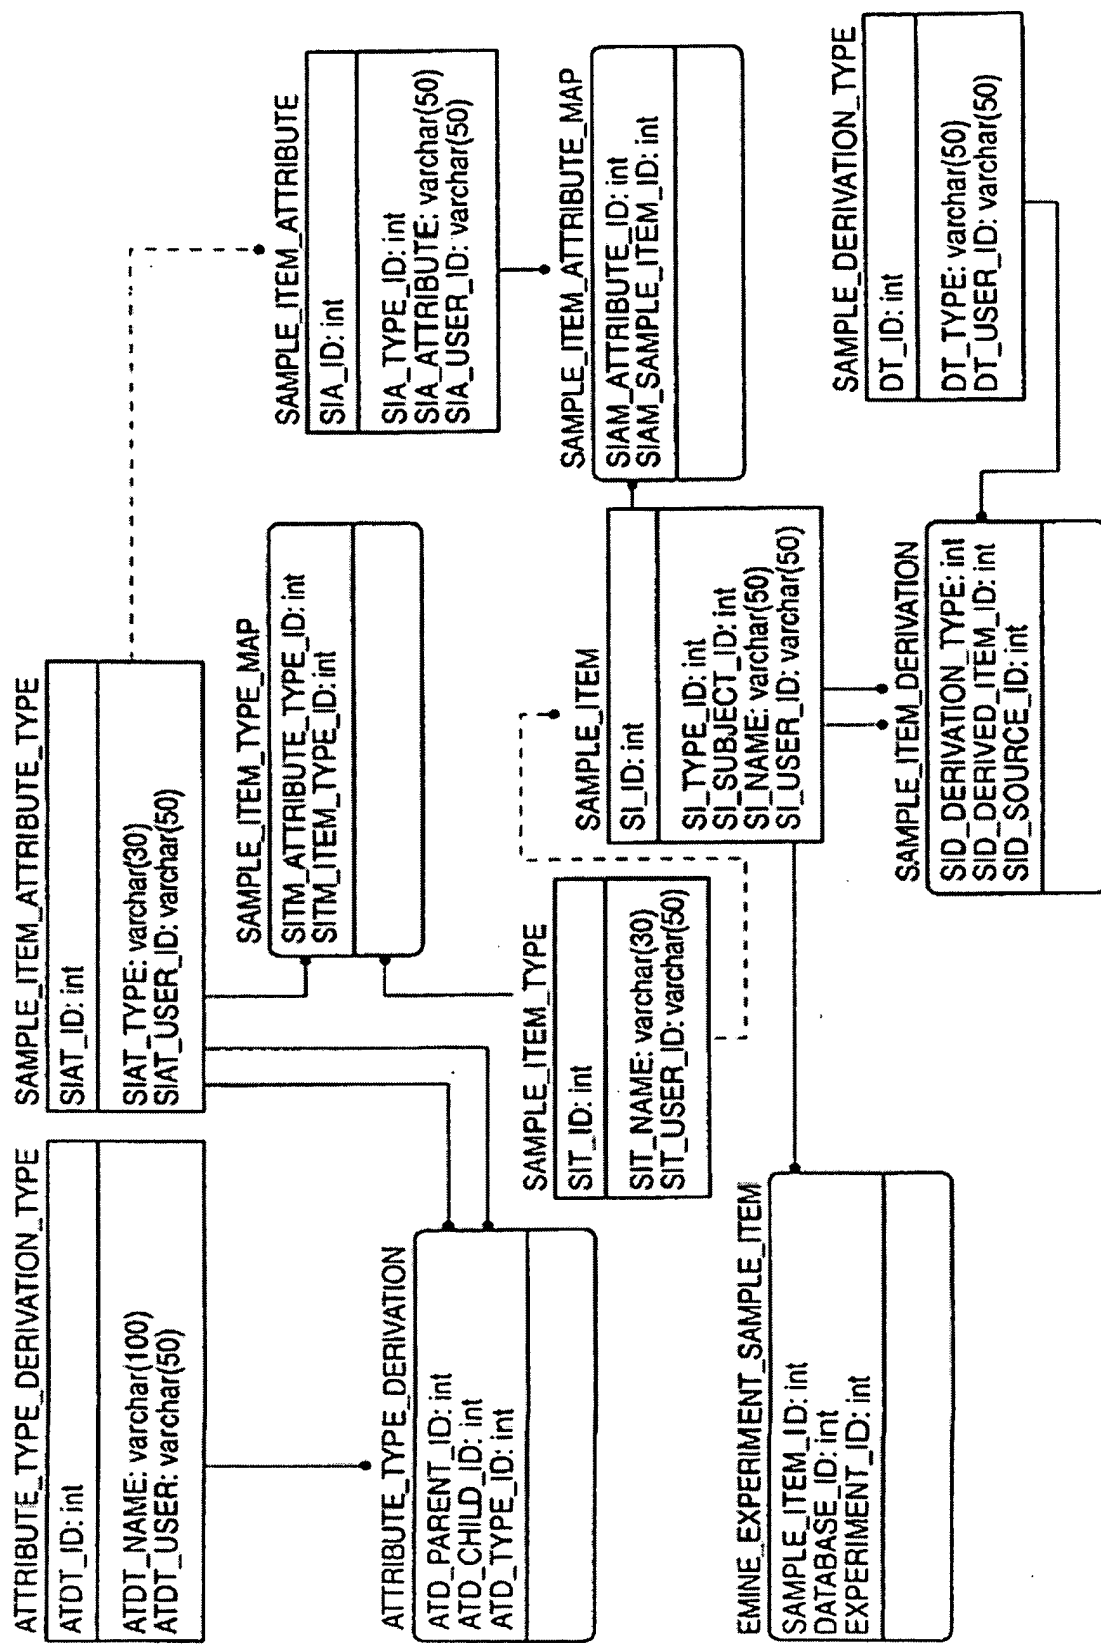 ATTRIBUTE_TYPE_DERIVATION_TYPE
ATDT_ID: int
ATDT_NAME: varchar(100)
ATDT_USER: varchar(50)
SAMPLE_ITEM_ATTRIBUTE_TYPE
SIAT_ID: int
SIAT_TYPE: varchar(30)
SIAT_USER_ID: varchar(50)
SAMPLE_ITEM_ATTRIBUTE
SIA_ID: int
SIA_TYPE_ID: int
SIA_ATTRIBUTE: varchar(50)
SIA_USER_ID: varchar(50)
SAMPLE_ITEM_TYPE_MAP
SITM_ATTRIBUTE_TYPE_ID: int
SITM_ITEM_TYPE_ID: int
ATTRIBUTE_TYPE_DERIVATION
ATD_PARENT_ID: int
ATD_CHILD_ID: int
ATD_TYPE_ID: int
SAMPLE_ITEM_TYPE
SIT_ID: int
SIT_NAME: varchar(30)
SIT_USER_ID: varchar(50)
SAMPLE_ITEM
SI_ID: int
SI_TYPE_ID: int
SI_SUBJECT_ID: int
SI_NAME: varchar(50)
SI_USER_ID: varchar(50)
SAMPLE_ITEM_ATTRIBUTE_MAP
SIAM_ATTRIBUTE_ID: int
SIAM_SAMPLE_ITEM_ID: int
EMINE_EXPERIMENT_SAMPLE_ITEM
SAMPLE_ITEM_ID: int
DATABASE_ID: int
EXPERIMENT_ID: int
SAMPLE_ITEM_DERIVATION
SID_DERIVATION_TYPE: int
SID_DERIVED_ITEM_ID: int
SID_SOURCE_ID: int
SAMPLE_DERIVATION_TYPE
DT_ID: int
DT_TYPE: varchar(50)
DT_USER_ID: varchar(50)